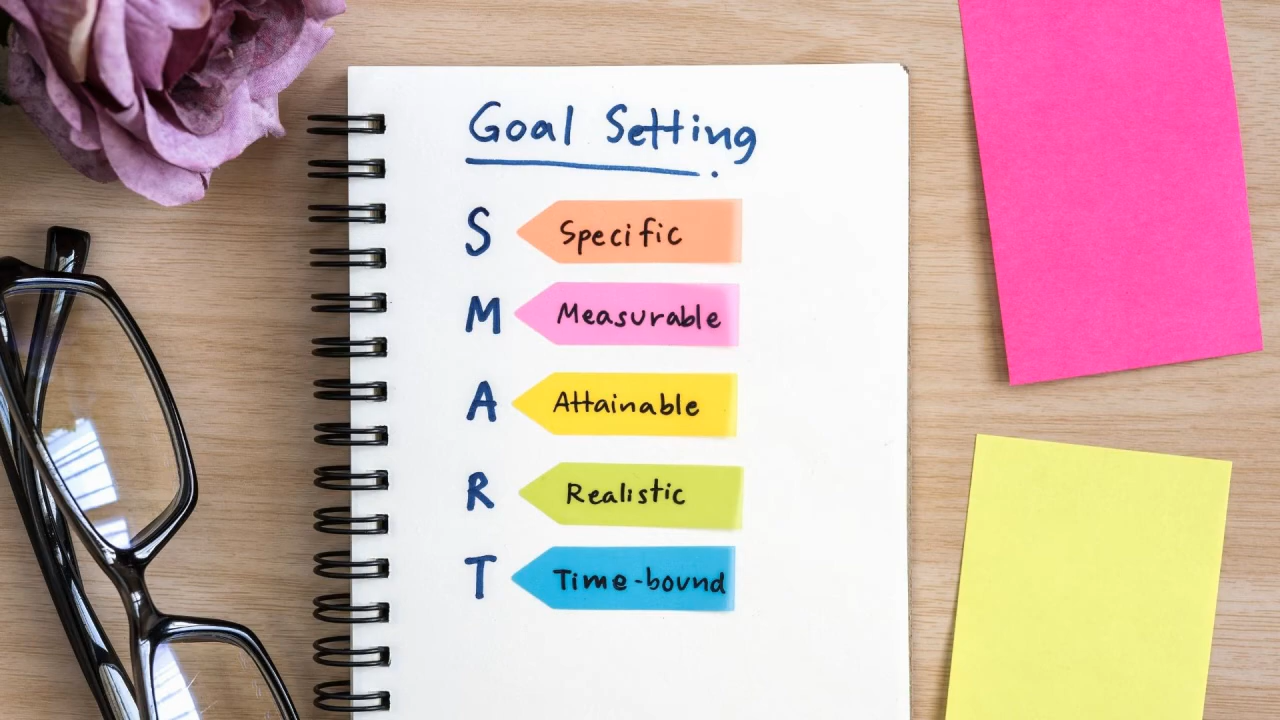 Goal Setting
S Specific
M Measurable
A Attainable
R Realistic
T Time-bound